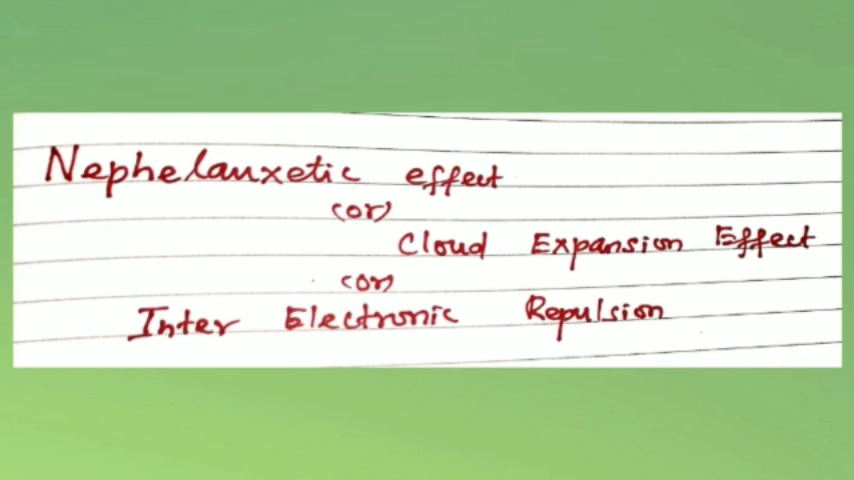 Nephelauxetic effect
(or)
Cloud Expansion Effect
(or)
Inter Electronic Repulsion